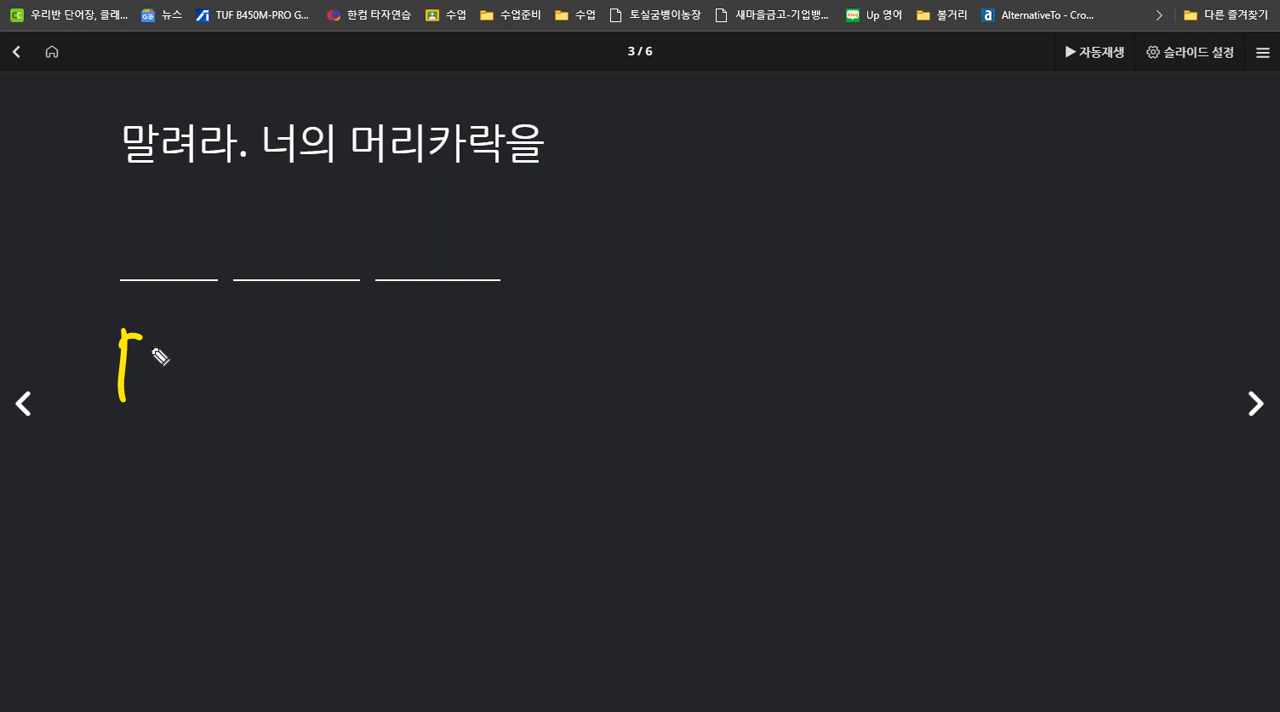 우리반 단어장, 클래... 뉴스 TUF B450M-PRO G... 한컴 타자연습 수업 수업준비 수업 토실굼벵이농장 새마을금고-기업뱅... Up 영어 볼거리 AlternativeTo - Cro... 다른 즐겨찾기
3 / 6 자동재생 슬라이드 설정
말려라. 너의 머리카락을